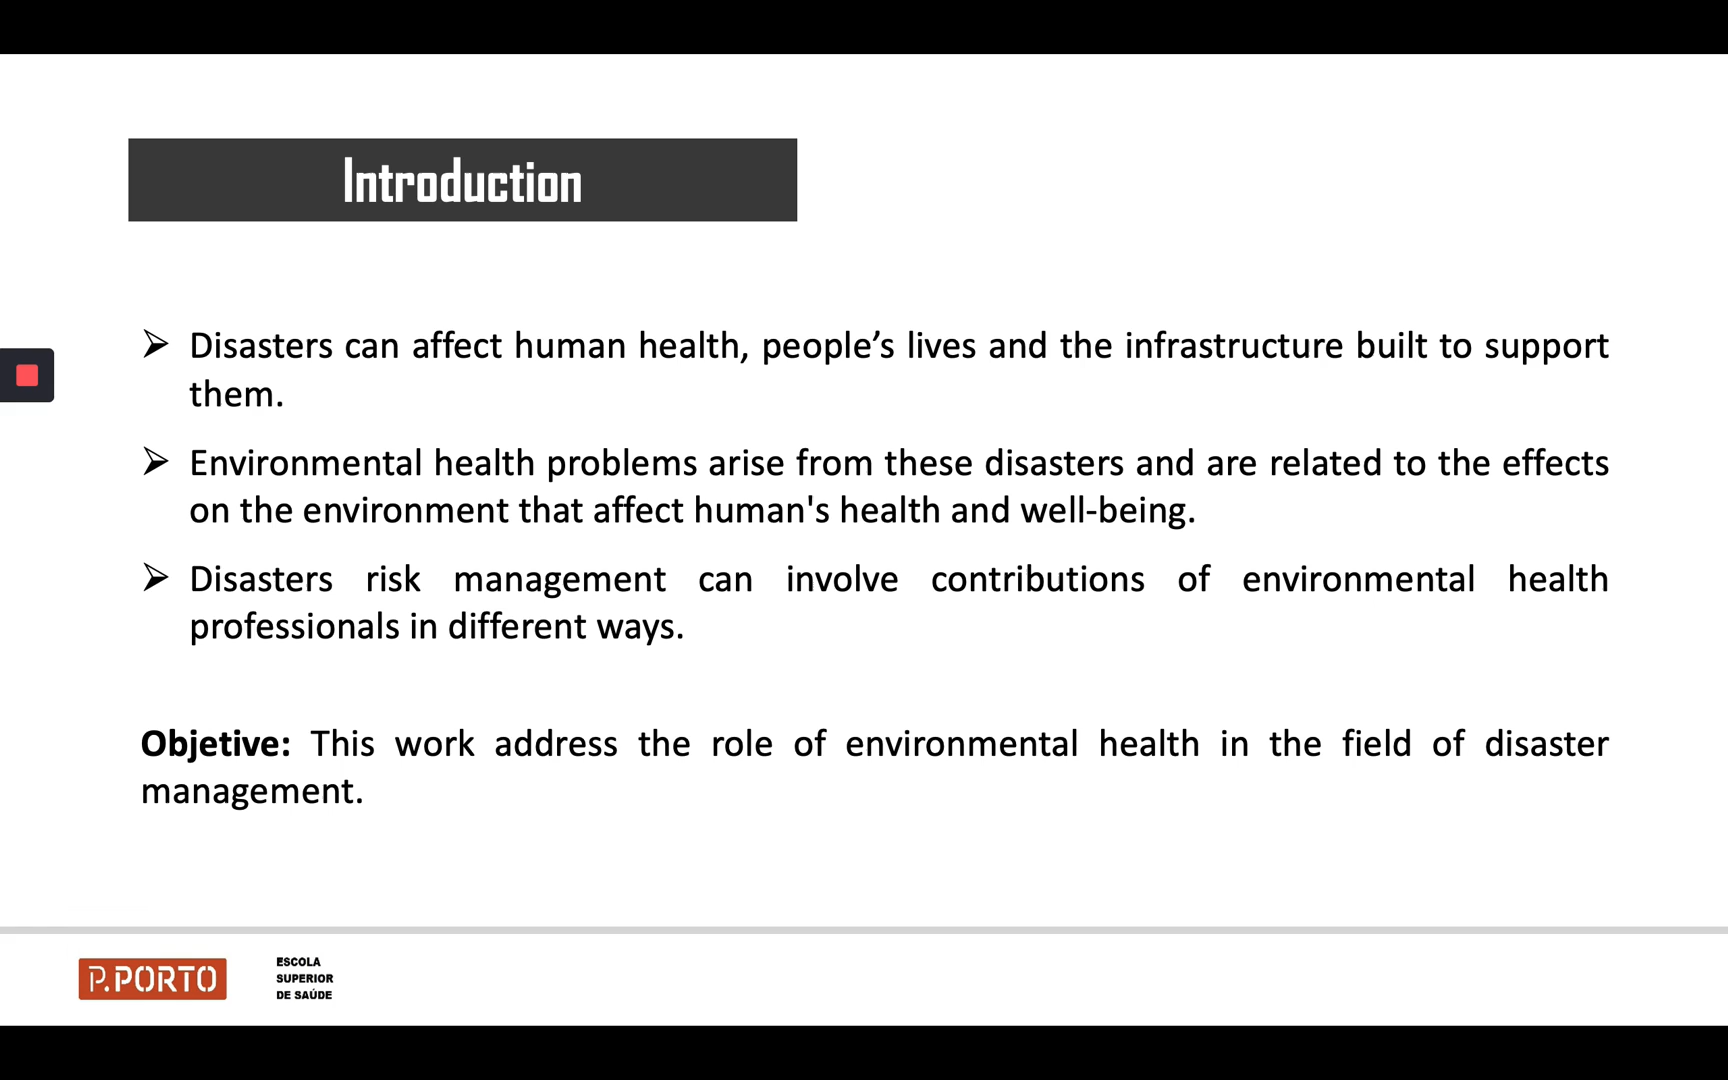 Introduction
➢ Disasters can affect human health, people’s lives and the infrastructure built to support
them.
➢ Environmental health problems arise from these disasters and are related to the effects
on the environment that affect human's health and well-being.
➢ Disasters risk management can involve contributions of environmental health
professionals in different ways.
Objetive: This work address the role of environmental health in the field of disaster
management.
P.PORTO
ESCOLA
SUPERIOR
DE SAÚDE